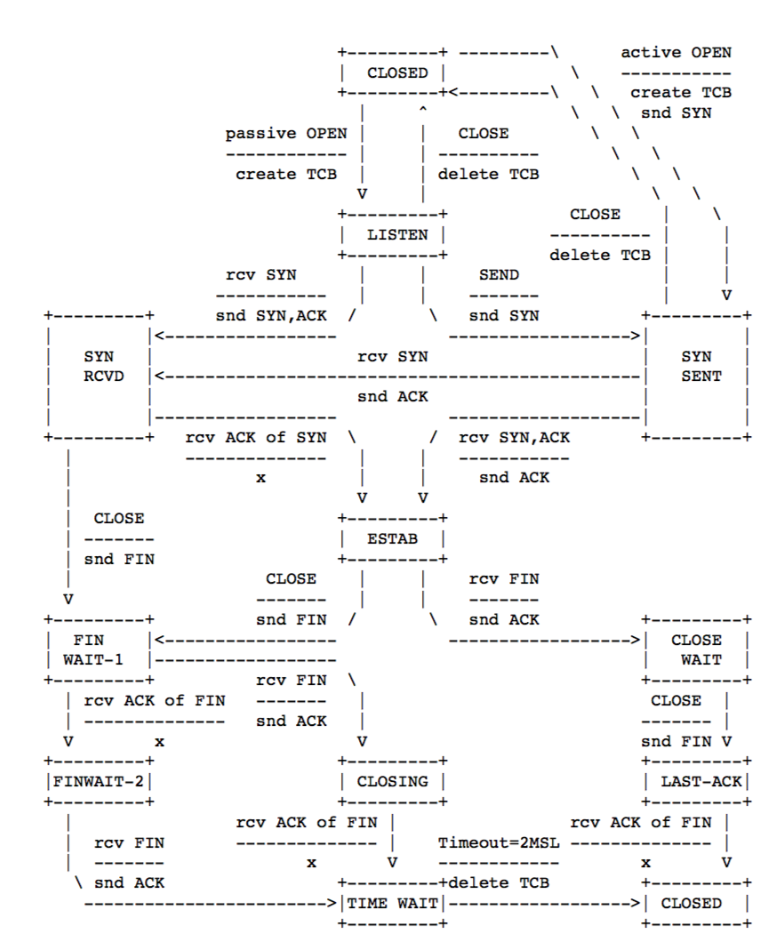 active OPEN
CLOSED
create TCB
snd SYN
passive OPEN CLOSE
create TCB delete TCB
CLOSE
LISTEN
delete TCB
rcv SYN SEND
snd SYN,ACK snd SYN
SYN rcv SYN SYN
RCVD SENT
snd ACK
rcv ACK of SYN rcv SYN,ACK
x snd ACK
CLOSE
ESTAB
snd FIN
CLOSE rcv FIN
snd FIN snd ACK
FIN CLOSE
WAIT-1 WAIT
rcv FIN
rcv ACK of FIN CLOSE
snd ACK
x snd FIN
FINWAIT-2 CLOSING LAST-ACK
rcv ACK of FIN rcv ACK of FIN
rcv FIN Timeout=2MSL
x x
snd ACK delete TCB
TIME WAIT CLOSED